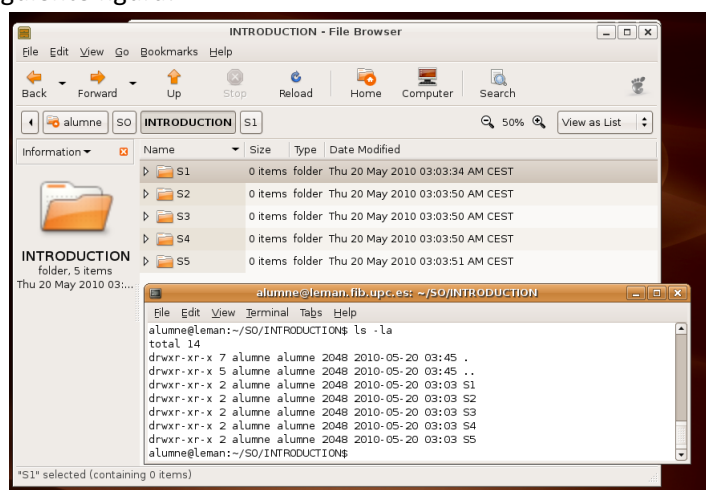 INTRODUCTION - File Browser
File Edit View Go Bookmarks Help
Back Forward Up Stop Reload Home Computer Search
alumne SO INTRODUCTION S1 50% View as List
Information Name Size Type Date Modified
S1 0 items folder Thu 20 May 2010 03:03:34 AM CEST
S2 0 items folder Thu 20 May 2010 03:03:50 AM CEST
S3 0 items folder Thu 20 May 2010 03:03:50 AM CEST
S4 0 items folder Thu 20 May 2010 03:03:50 AM CEST
S5 0 items folder Thu 20 May 2010 03:03:51 AM CEST
INTRODUCTION
folder, 5 items
Thu 20 May 2010 03:...
alumne@leman.fib.upc.es: ~/SO/INTRODUCTION
File Edit View Terminal Tabs Help
alumne@leman:~/SO/INTRODUCTION$ ls -la
total 14
drwxr-xr-x 7 alumne alumne 2048 2010-05-20 03:45 .
drwxr-xr-x 5 alumne alumne 2048 2010-05-20 03:45 ..
drwxr-xr-x 2 alumne alumne 2048 2010-05-20 03:03 S1
drwxr-xr-x 2 alumne alumne 2048 2010-05-20 03:03 S2
drwxr-xr-x 2 alumne alumne 2048 2010-05-20 03:03 S3
drwxr-xr-x 2 alumne alumne 2048 2010-05-20 03:03 S4
drwxr-xr-x 2 alumne alumne 2048 2010-05-20 03:03 S5
alumne@leman:~/SO/INTRODUCTION$
"S1" selected (containing 0 items)